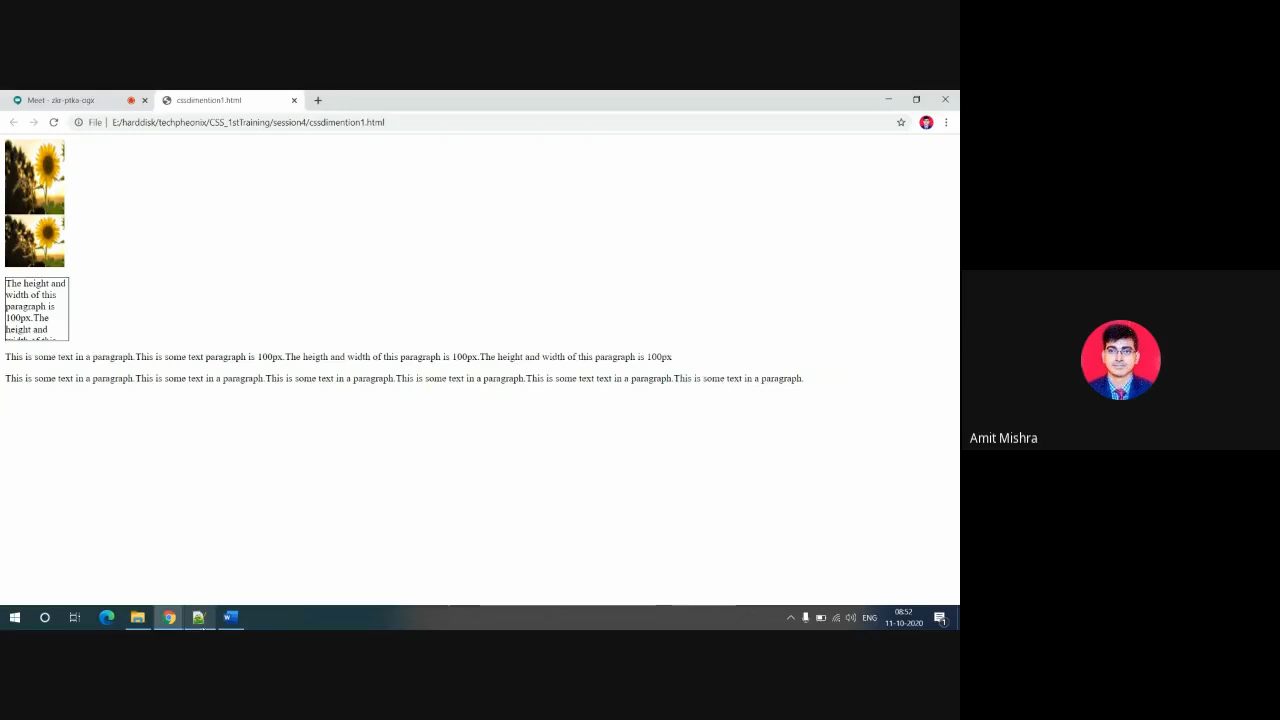 Meet - zkr-ptka-ogx
cssdimention1.html
File | E:/harddisk/techpheonix/CSS_1stTraining/session4/cssdimention1.html
The height and
width of this
paragraph is
100px.The
height and
width of this
This is some text in a paragraph.This is some text paragraph is 100px.The heigth and width of this paragraph is 100px.The height and width of this paragraph is 100px
This is some text in a paragraph.This is some text in a paragraph.This is some text in a paragraph.This is some text in a paragraph.This is some text text in a paragraph.This is some text in a paragraph.
Amit Mishra
ENG
08:52
11-10-2020